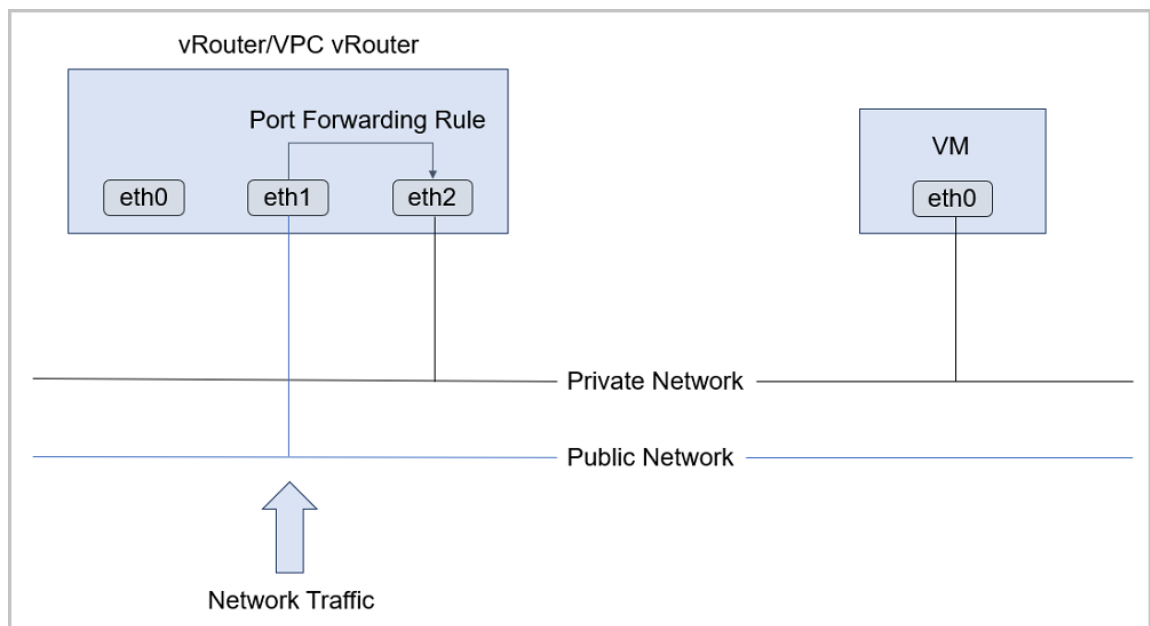 vRouter/VPC vRouter
Port Forwarding Rule
VM
eth0
eth1
eth2
eth0
Private Network
Public Network
Network Traffic